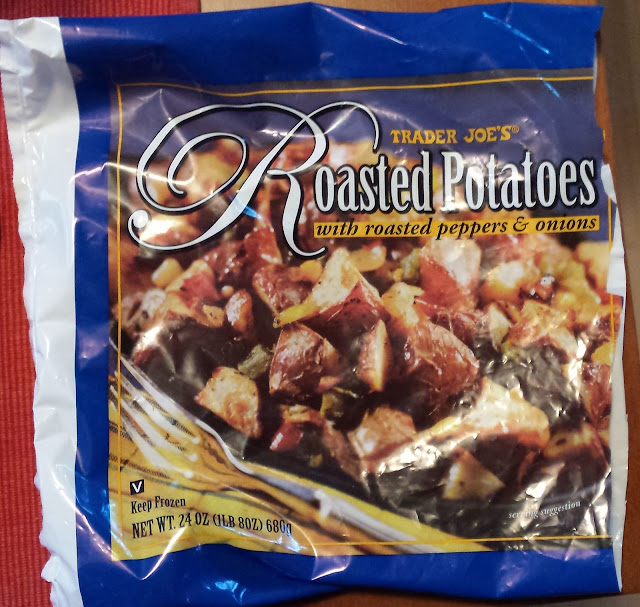 TRADER JOE'S®
Roasted Potatoes
with roasted peppers & onions
V
Keep Frozen
NET WT. 24 OZ (1LB 8OZ) 680g
serving suggestion